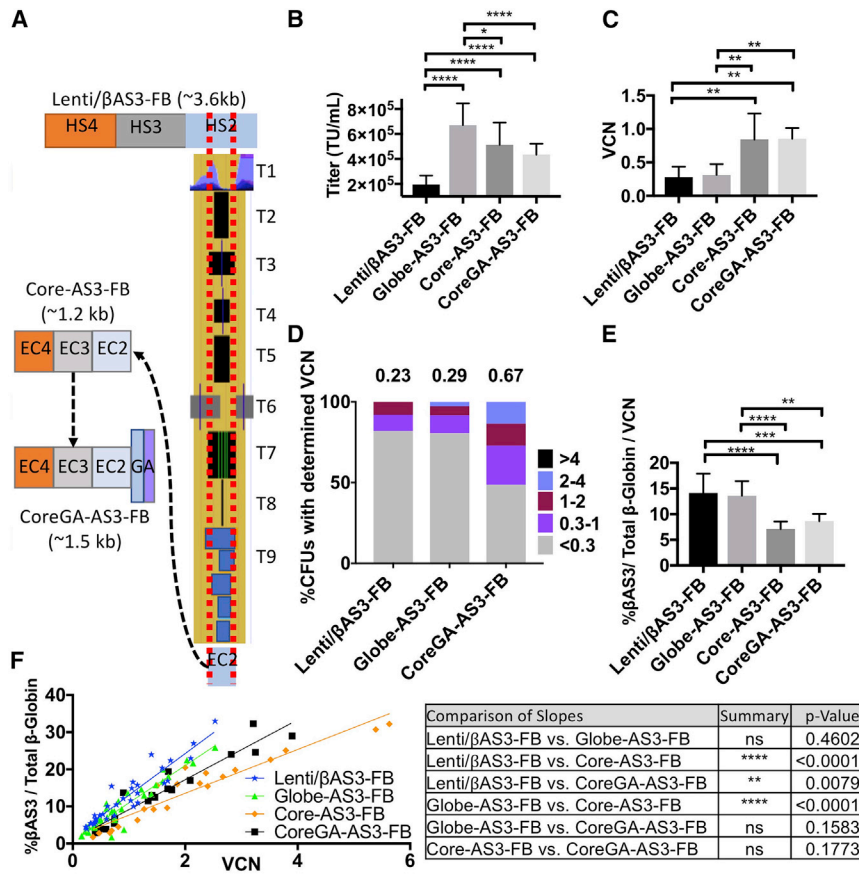 A
Lenti/βAS3-FB (~3.6kb)
HS4 HS3 HS2
T1
T2
T3
T4
T5
T6
T7
T8
T9
Core-AS3-FB
(~1.2 kb)
EC4 EC3 EC2
EC4 EC3 EC2 GA
CoreGA-AS3-FB
(~1.5 kb)
EC2
B
****
*
****
****
****
Titer (TU/mL)
8×10⁵
6×10⁵
4×10⁵
2×10⁵
Lenti/βAS3-FB
Globe-AS3-FB
Core-AS3-FB
CoreGA-AS3-FB
C
**
**
**
**
VCN
1.5
1.0
0.5
0.0
Lenti/βAS3-FB
Globe-AS3-FB
Core-AS3-FB
CoreGA-AS3-FB
D
0.23 0.29 0.67
%CFUs with determined VCN
100
50
0
>4
2-4
1-2
0.3-1
<0.3
Lenti/βAS3-FB
Globe-AS3-FB
CoreGA-AS3-FB
E
**
****
***
****
%βAS3/ Total β-Globin / VCN
20
15
10
5
0
Lenti/βAS3-FB
Globe-AS3-FB
Core-AS3-FB
CoreGA-AS3-FB
F
%βAS3 / Total β-Globin
40
30
20
10
0
0 2 4 6
VCN
Lenti/βAS3-FB
Globe-AS3-FB
Core-AS3-FB
CoreGA-AS3-FB
Comparison of Slopes Summary p-Value
Lenti/βAS3-FB vs. Globe-AS3-FB ns 0.4602
Lenti/βAS3-FB vs. Core-AS3-FB **** <0.0001
Lenti/βAS3-FB vs. CoreGA-AS3-FB ** 0.0079
Globe-AS3-FB vs. Core-AS3-FB **** <0.0001
Globe-AS3-FB vs. CoreGA-AS3-FB ns 0.1583
Core-AS3-FB vs. CoreGA-AS3-FB ns 0.1773